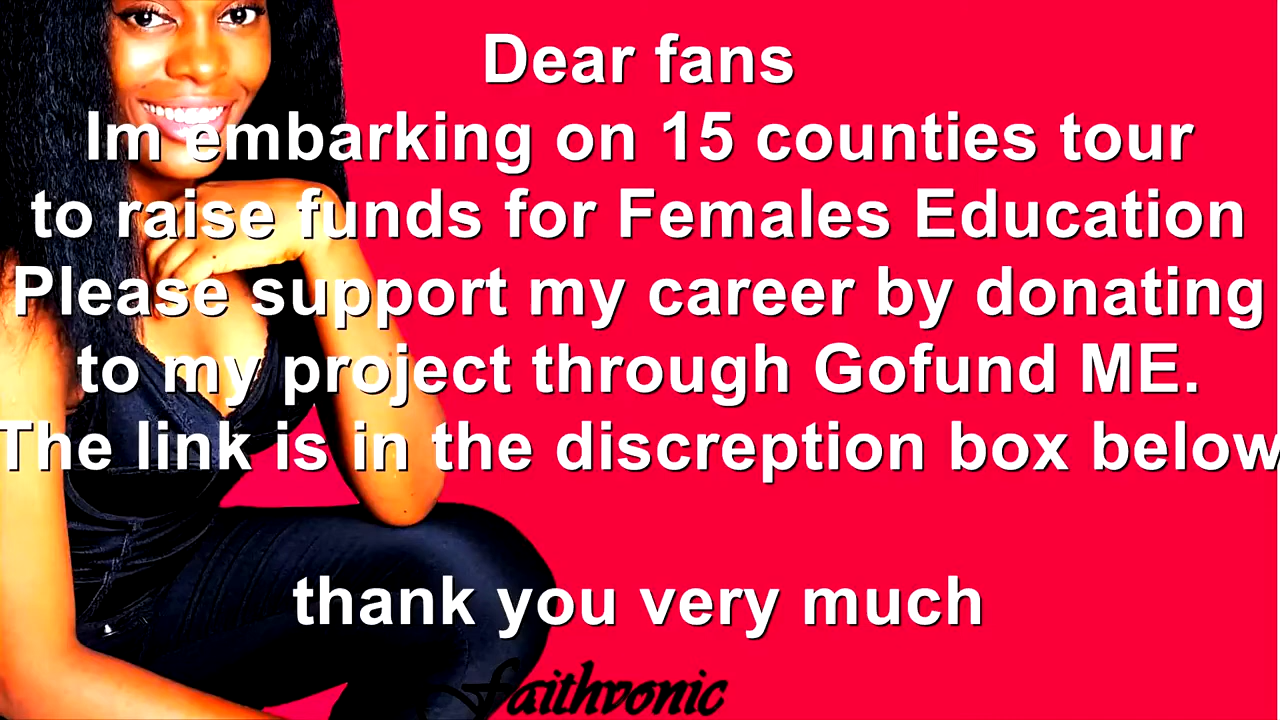 Dear fans
Im embarking on 15 counties tour
to raise funds for Females Education
Please support my career by donating
to my project through Gofund ME.
The link is in the discreption box below
thank you very much
Faithvonic